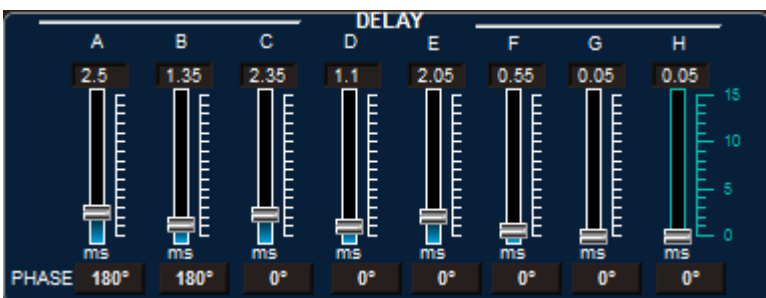 DELAY
A B C D E F G H
2.5 1.35 2.35 1.1 2.05 0.55 0.05 0.05
15
10
5
0
ms ms ms ms ms ms ms ms
PHASE 180° 180° 0° 0° 0° 0° 0° 0°